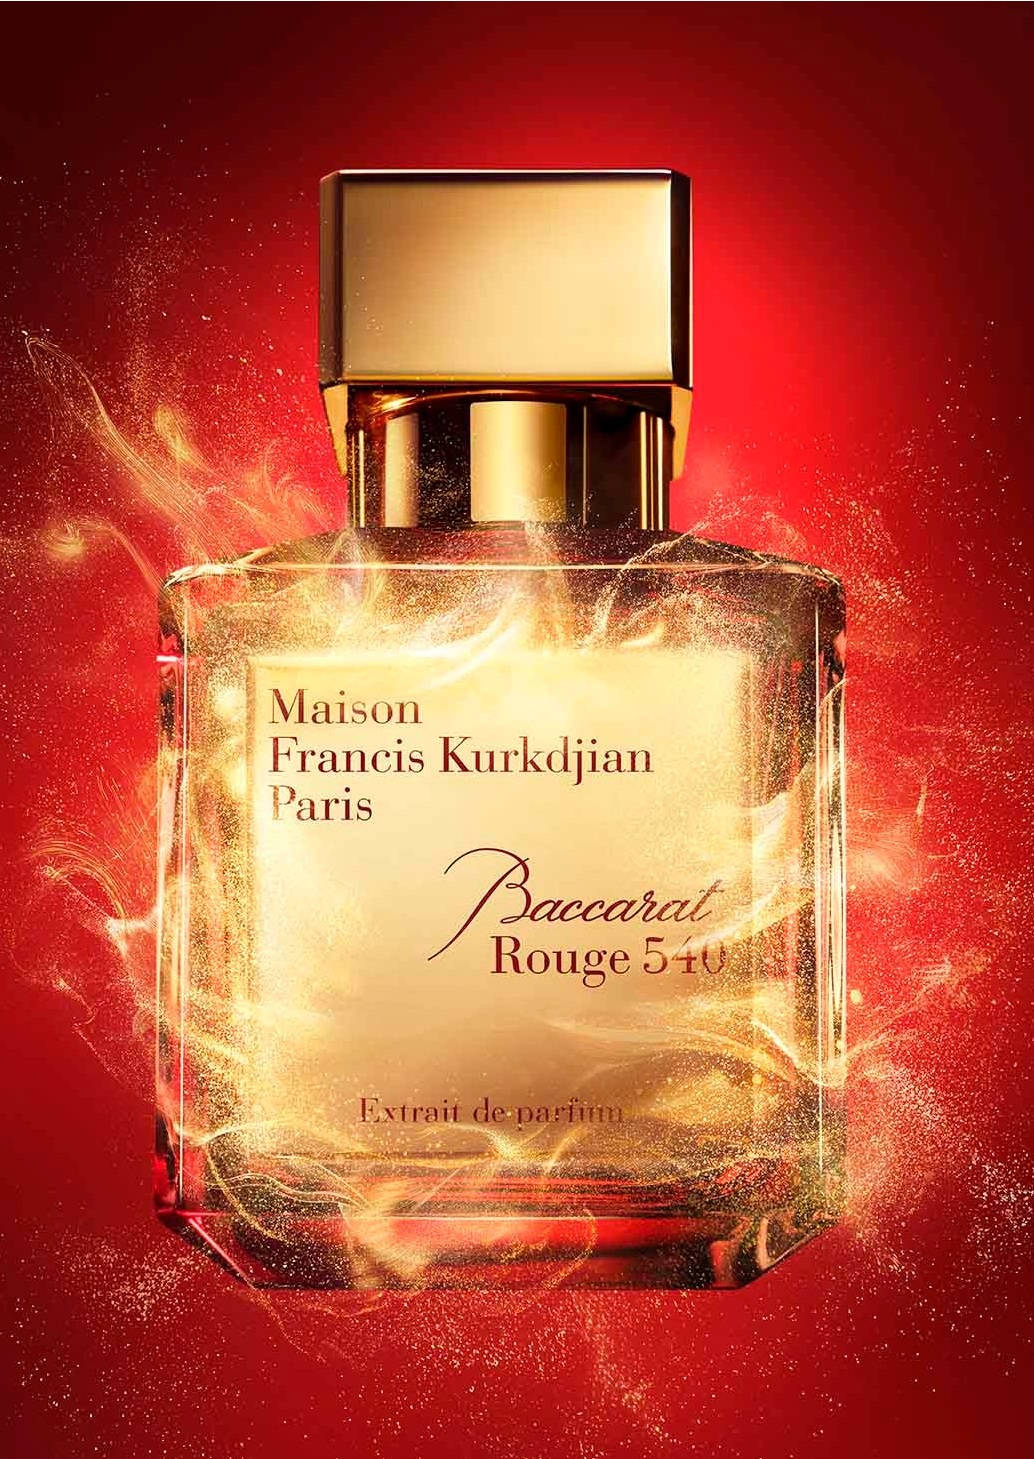 Maison
Francis Kurkdjian
Paris
Baccarat
Rouge 540
Extrait de parfum